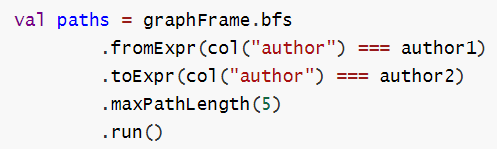 val paths = graphFrame.bfs
        .fromExpr(col("author") === author1)
        .toExpr(col("author") === author2)
        .maxPathLength(5)
        .run()